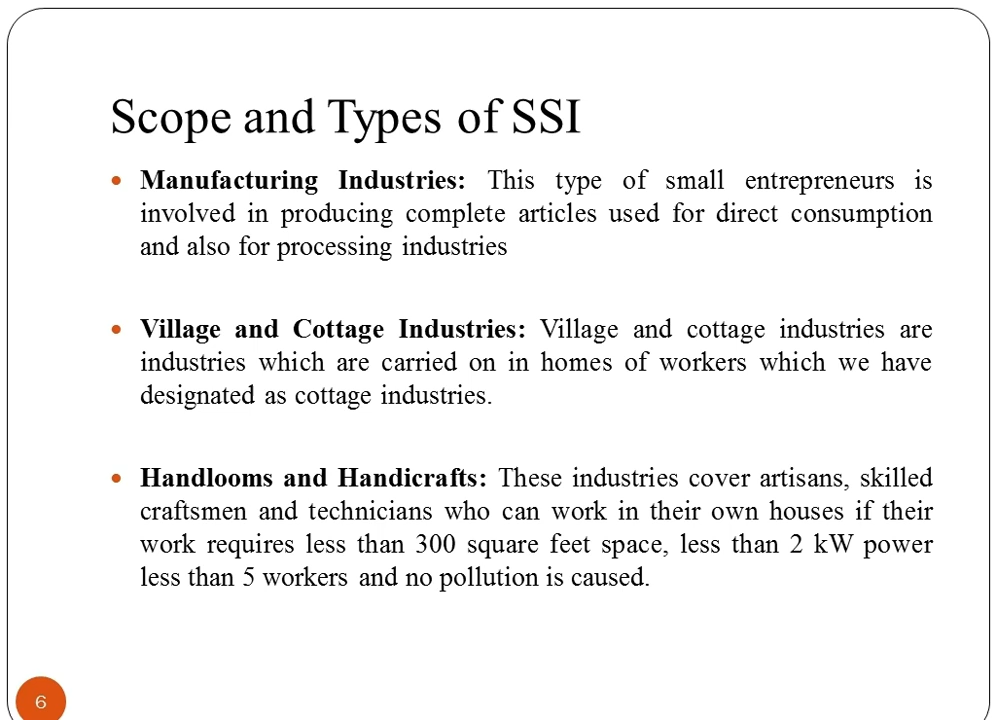 Scope and Types of SSI
• Manufacturing Industries: This type of small entrepreneurs is
involved in producing complete articles used for direct consumption
and also for processing industries
• Village and Cottage Industries: Village and cottage industries are
industries which are carried on in homes of workers which we have
designated as cottage industries.
• Handlooms and Handicrafts: These industries cover artisans, skilled
craftsmen and technicians who can work in their own houses if their
work requires less than 300 square feet space, less than 2 kW power
less than 5 workers and no pollution is caused.
6